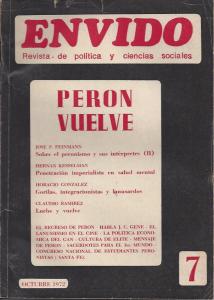 ENVIDO
Revista de política y ciencias sociales
PERON
VUELVE
JOSE P. FEINMANN
Sobre el peronismo y sus intérpretes (II)
HERNAN KESSELMAN
Penetración imperialista en salud mental
HORACIO GONZALEZ
Gorilas, integracionistas y lanusardos
CLAUDIO RAMIREZ
Luche y vuelve
EL REGRESO DE PERON - HABLA J. C. GENE - EL
LANUSSISMO EN EL CINE - LA POLITICA ECONO
MICA DEL GAN - CULTURA DE ELITE - MENSAJE
DE PERON - SACERDOTES PARA EL 3er. MUNDO -
CONGRESO NACIONAL DE ESTUDIANTES PERO
NISTAS (SANTA FE)
7
OCTUBRE 1972